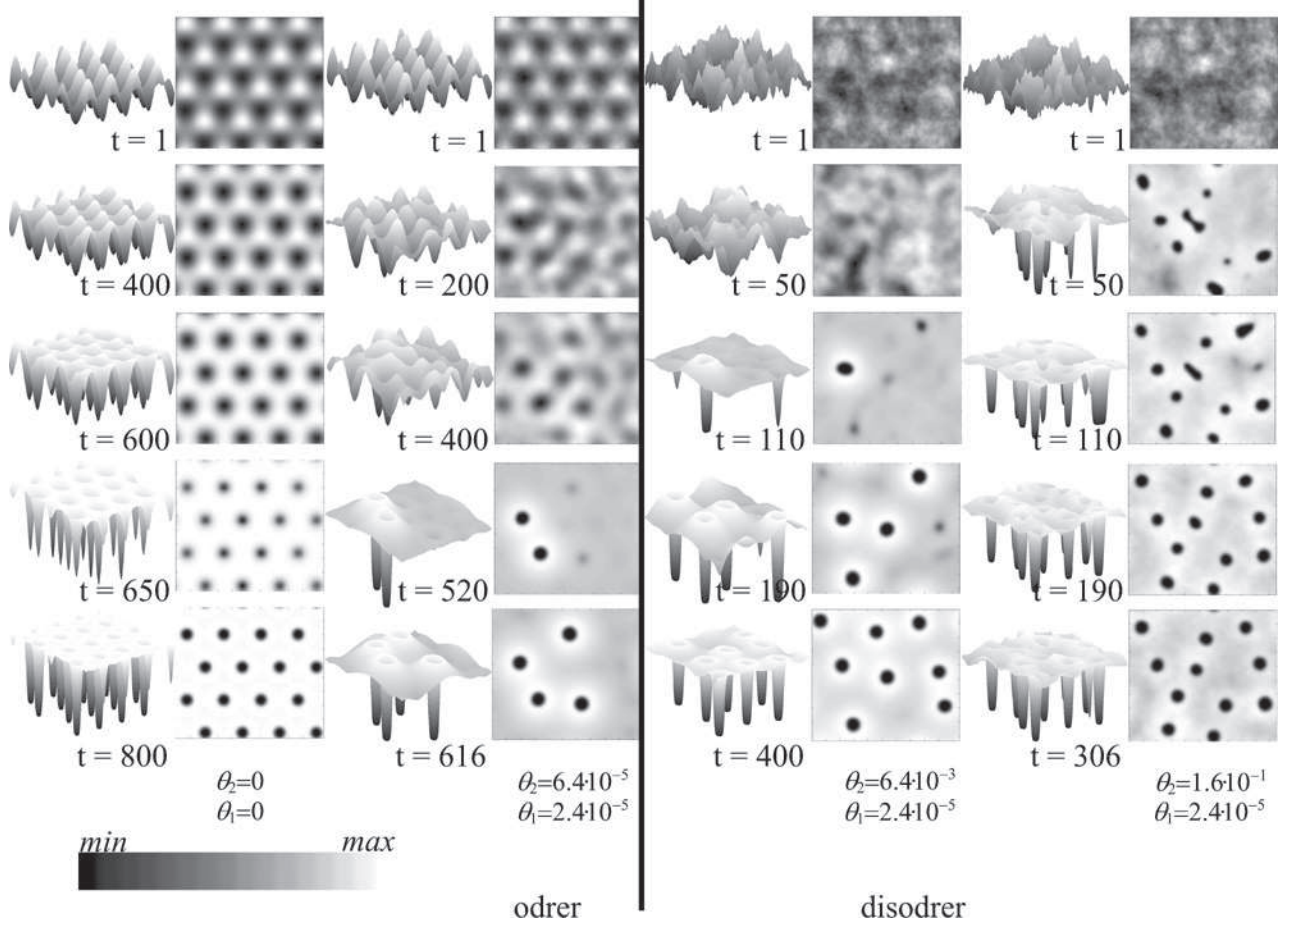 t = 1
t = 1
t = 1
t = 1
t = 400
t = 200
t = 50
t = 50
t = 600
t = 400
t = 110
t = 110
t = 650
t = 520
t = 190
t = 190
t = 800
t = 616
t = 400
t = 306
θ₂=0
θ₁=0
θ₂=6.4·10⁻⁵
θ₁=2.4·10⁻⁵
θ₂=6.4·10⁻³
θ₁=2.4·10⁻⁵
θ₂=1.6·10⁻¹
θ₁=2.4·10⁻⁵
min max
odrer
disodrer